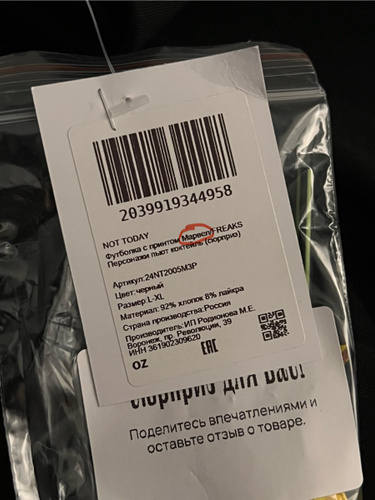 2039919344958
NOT TODAY
Футболка с принтом Марвел/FREAKS
Персонажи пьют коктейль (сюрприз)
Артикул:24NT2005M3P
Цвет:черный
Размер:L-XL
Материал: 92% хлопок 8% лайкра
Страна производства:Россия
Производитель:ИП Родионова М.Е.
Воронеж, пр. Революции, 39
ИНН 361902309620
OZ
EAC
сюрприз для Вас!
Поделитесь впечатлениями и
оставьте отзыв о товаре.